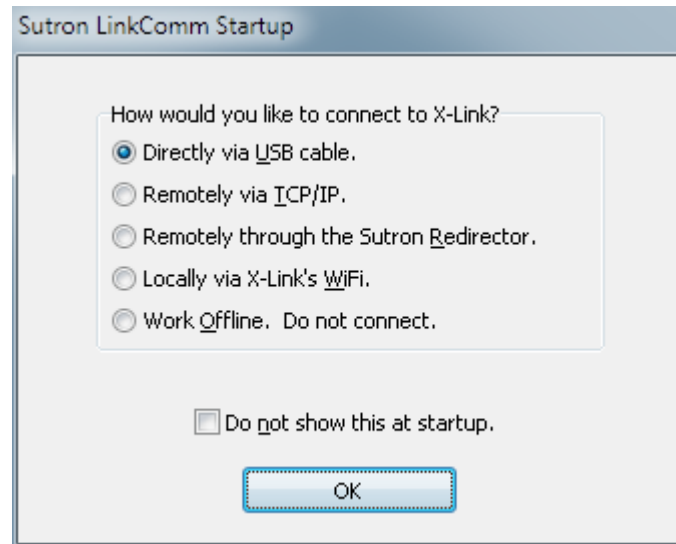 Sutron LinkComm Startup
How would you like to connect to X-Link?
Directly via USB cable.
Remotely via TCP/IP.
Remotely through the Sutron Redirector.
Locally via X-Link's WiFi.
Work Offline.  Do not connect.
Do not show this at startup.
OK